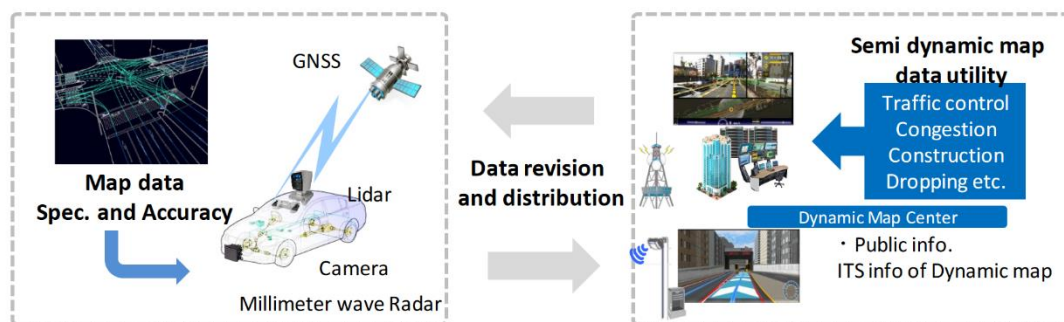 GNSS
Map data
Spec. and Accuracy
Lidar
Camera
Millimeter wave Radar
Data revision
and distribution
Semi dynamic map
data utility
Traffic control
Congestion
Construction
Dropping etc.
Dynamic Map Center
・Public info.
ITS info of Dynamic map